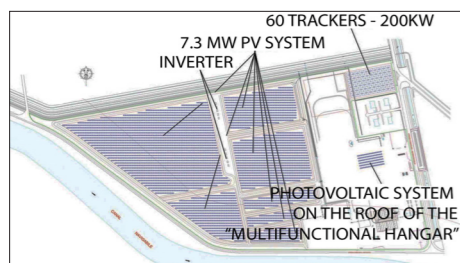 60 TRACKERS - 200KW
7.3 MW PV SYSTEM
INVERTER
PHOTOVOLTAIC SYSTEM
ON THE ROOF OF THE
"MULTIFUNCTIONAL HANGAR"